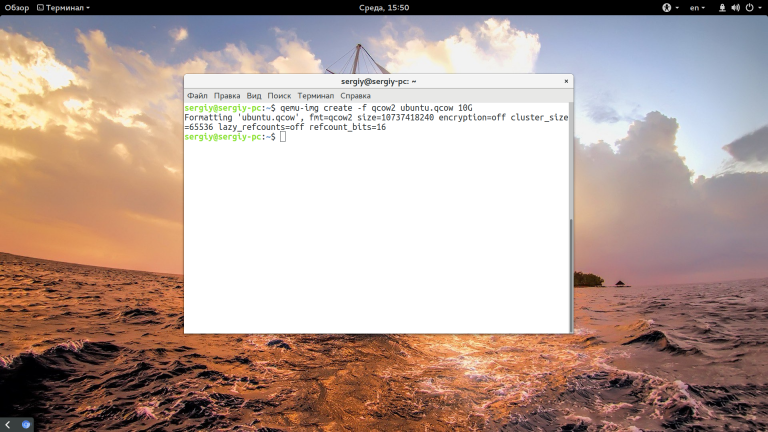 Обзор Терминал Среда, 15:50 en
sergiy@sergiy-pc: ~ ×
Файл Правка Вид Поиск Терминал Справка
sergiy@sergiy-pc:~$ qemu-img create -f qcow2 ubuntu.qcow 10G
Formatting 'ubuntu.qcow', fmt=qcow2 size=10737418240 encryption=off cluster_size
=65536 lazy_refcounts=off refcount_bits=16
sergiy@sergiy-pc:~$